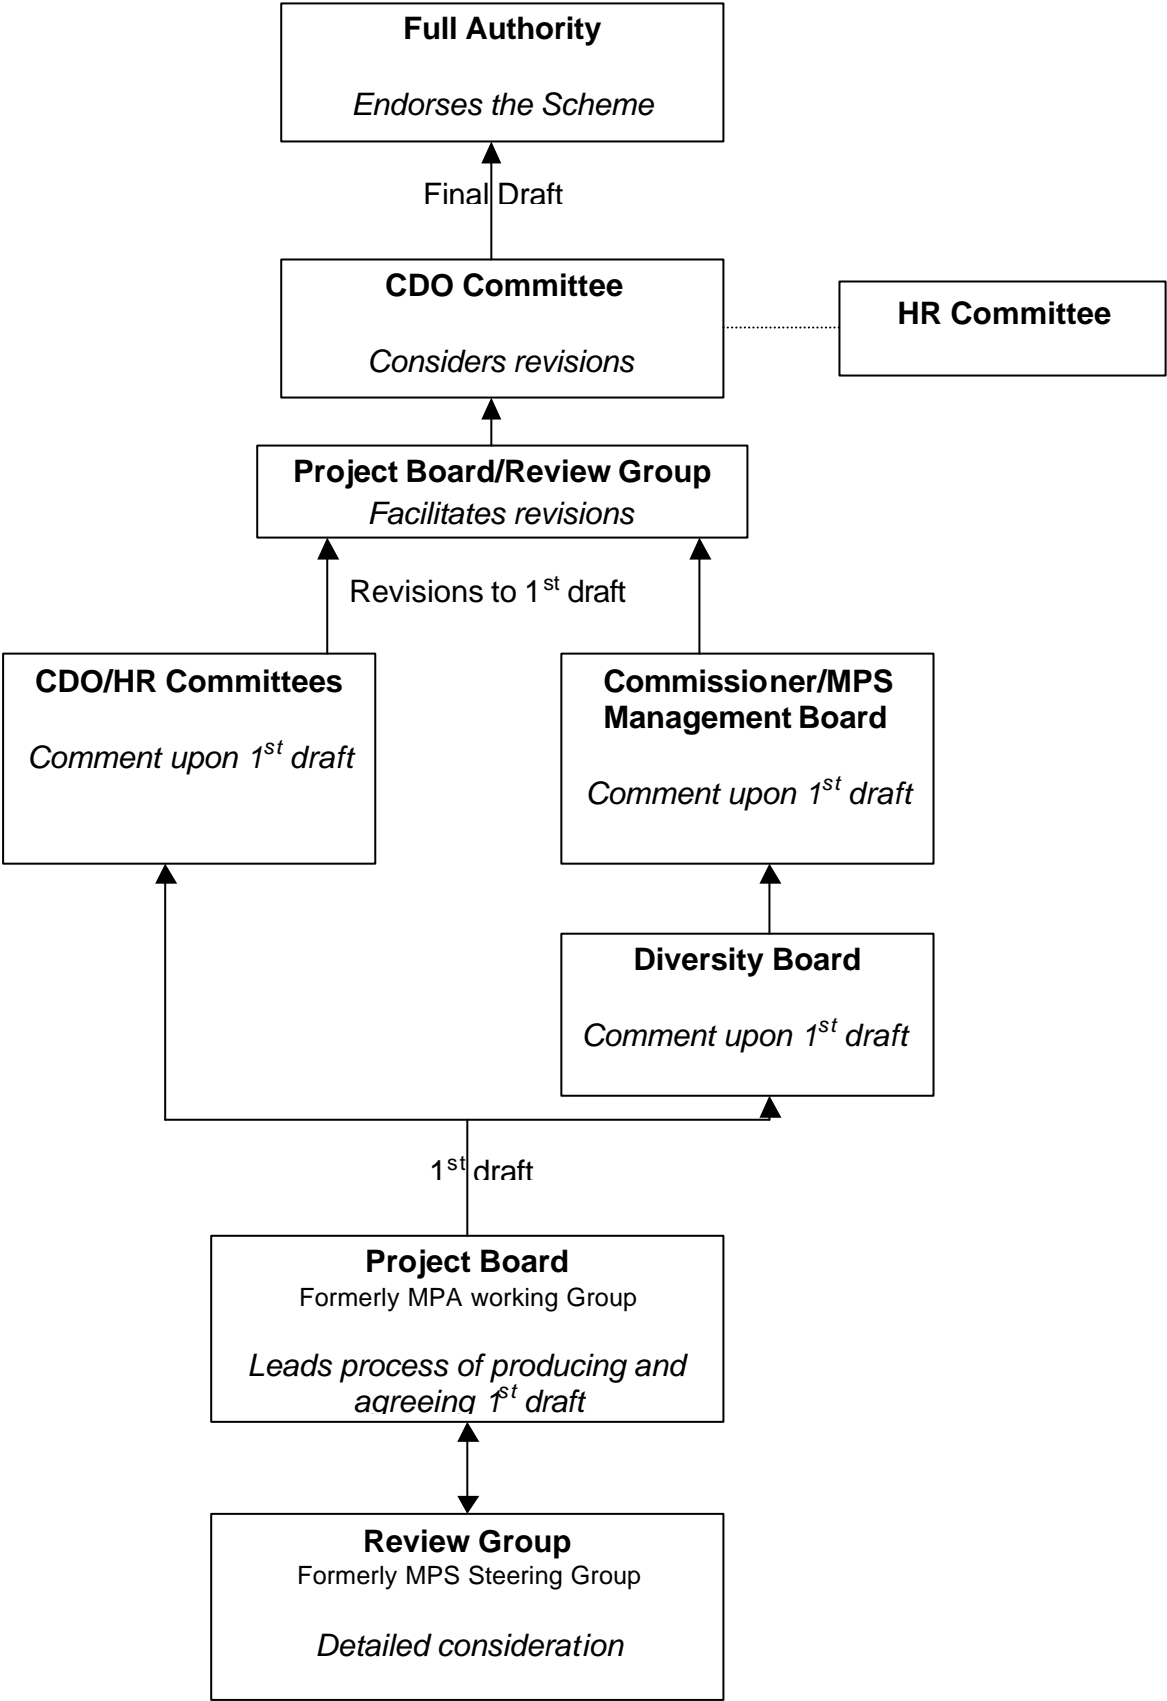 Full Authority
Endorses the Scheme
Final Draft
CDO Committee
Considers revisions
HR Committee
Project Board/Review Group
Facilitates revisions
Revisions to 1st draft
CDO/HR Committees
Comment upon 1st draft
Commissioner/MPS
Management Board
Comment upon 1st draft
Diversity Board
Comment upon 1st draft
1st draft
Project Board
Formerly MPA working Group
Leads process of producing and
agreeing 1st draft
Review Group
Formerly MPS Steering Group
Detailed consideration